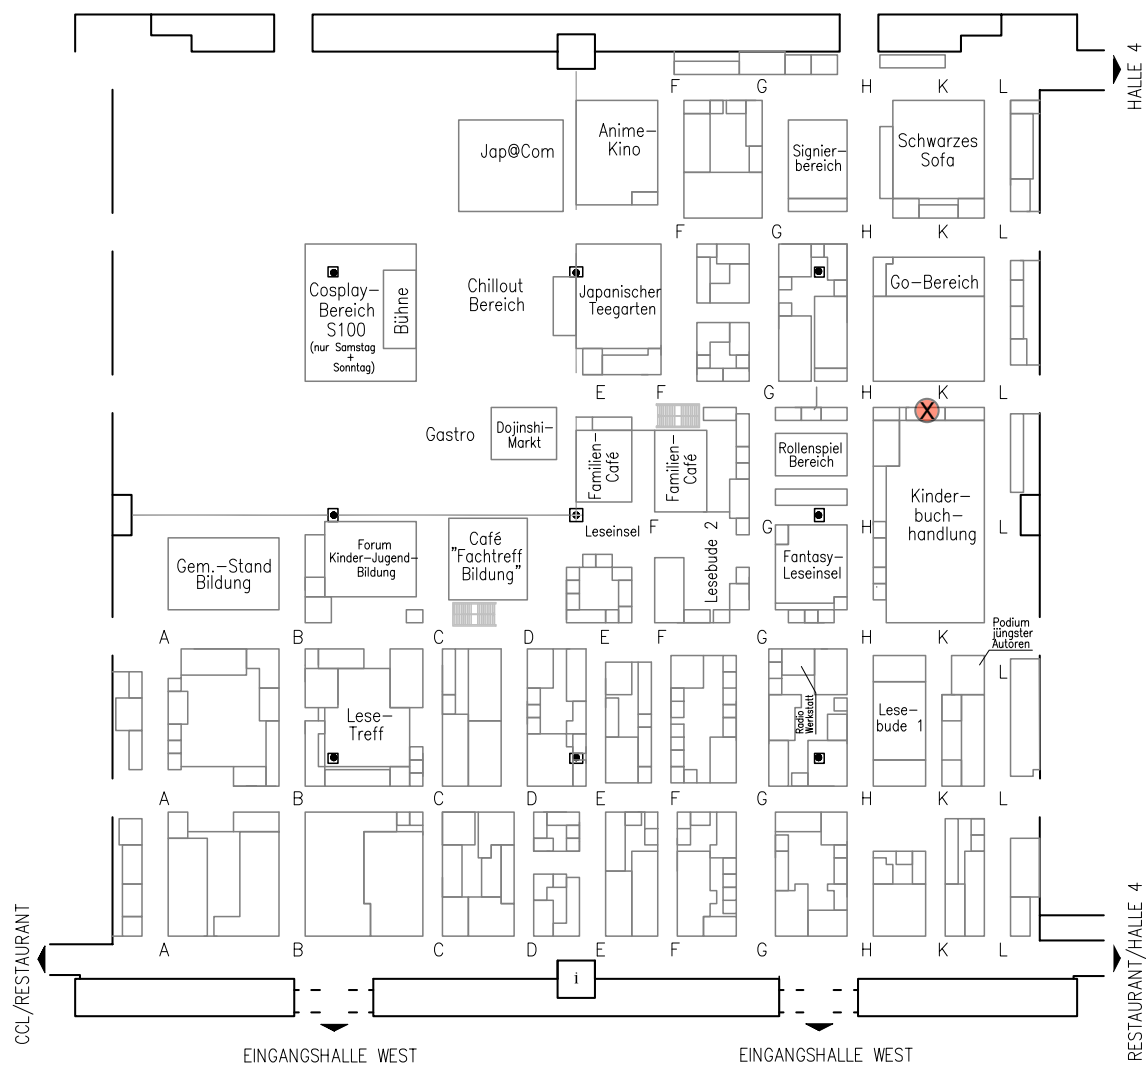 HALLE 4
F G H K L
Jap@Com
Anime-
Kino
Signier-
bereich
Schwarzes
Sofa
F G H K L
Cosplay-
Bereich
S100
(nur Samstag
+
Sonntag)
Bühne
Chillout
Bereich
Japanischer
Teegarten
Go-Bereich
E F G H K L
X
Gastro
Dojinshi-
Markt
Familien-
Café
Familien-
Café
Rollenspiel
Bereich
Kinder-
buch-
handlung
Leseinsel
F G H L
Lesebude 2
Gem.-Stand
Bildung
Forum
Kinder-Jugend-
Bildung
Café
"Fachtreff
Bildung"
Fantasy-
Leseinsel
A B C D E F G H K
Podium
jüngster
Autoren
L
Lese-
Treff
Radio
Werkstatt
Lese-
bude 1
A B C D E F G H K L
A B C D E F G H K L
CCL/RESTAURANT
RESTAURANT/HALLE 4
i
EINGANGSHALLE WEST
EINGANGSHALLE WEST